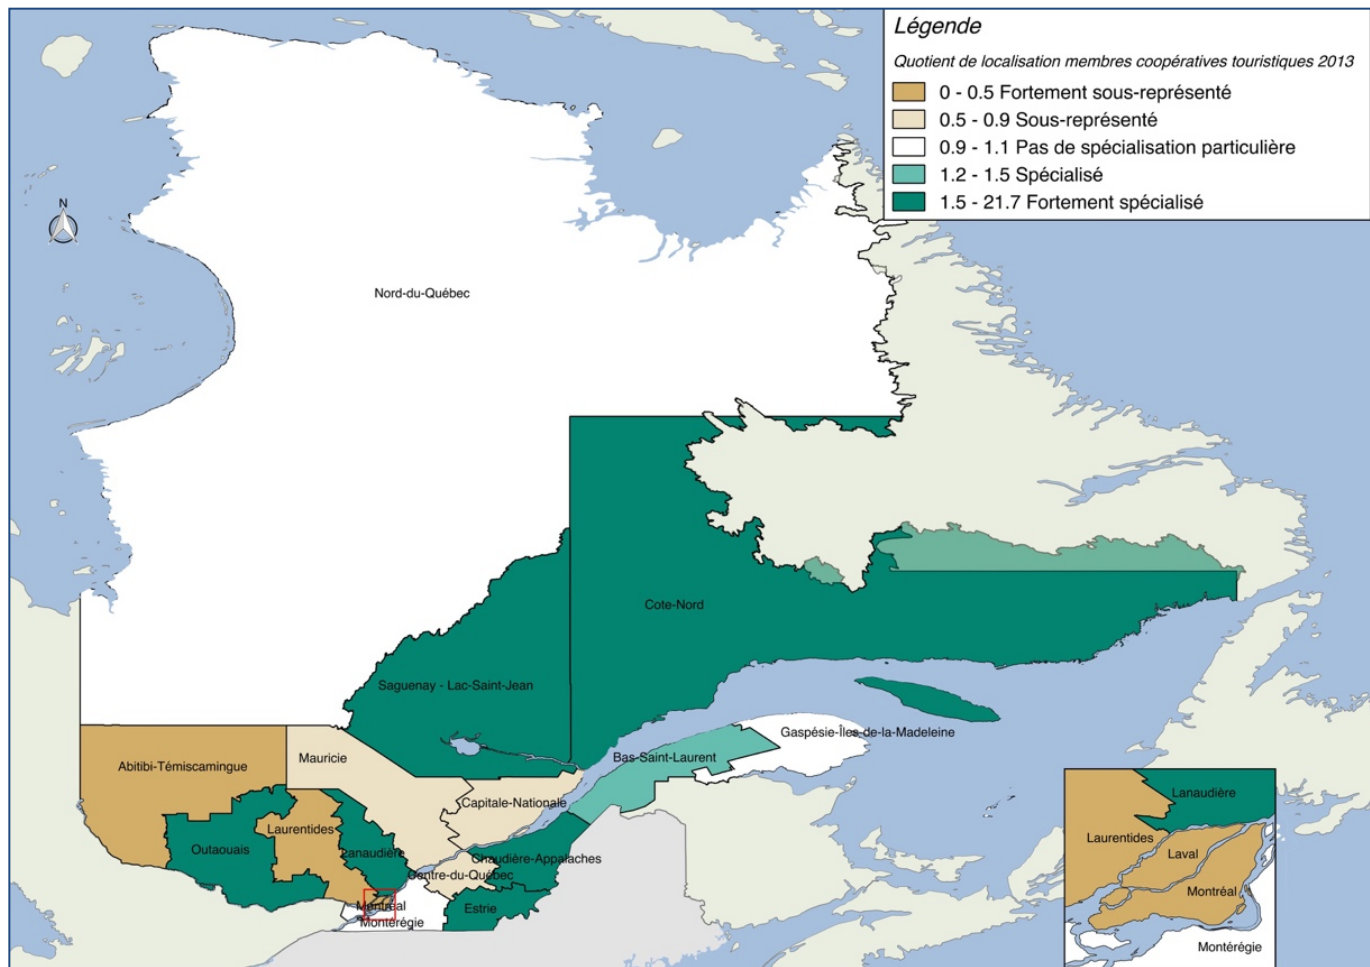 Légende
Quotient de localisation membres coopératives touristiques 2013
0 - 0.5 Fortement sous-représenté
0.5 - 0.9 Sous-représenté
0.9 - 1.1 Pas de spécialisation particulière
1.2 - 1.5 Spécialisé
1.5 - 21.7 Fortement spécialisé
N
Nord-du-Québec
Cote-Nord
Saguenay - Lac-Saint-Jean
Gaspésie-Îles-de-la-Madeleine
Bas-Saint-Laurent
Mauricie
Abitibi-Témiscamingue
Capitale-Nationale
Laurentides
Outaouais
Lanaudière
Chaudière-Appalaches
Centre-du-Québec
Estrie
Montréal
Montérégie
Lanaudière
Laurentides
Laval
Montréal
Montérégie